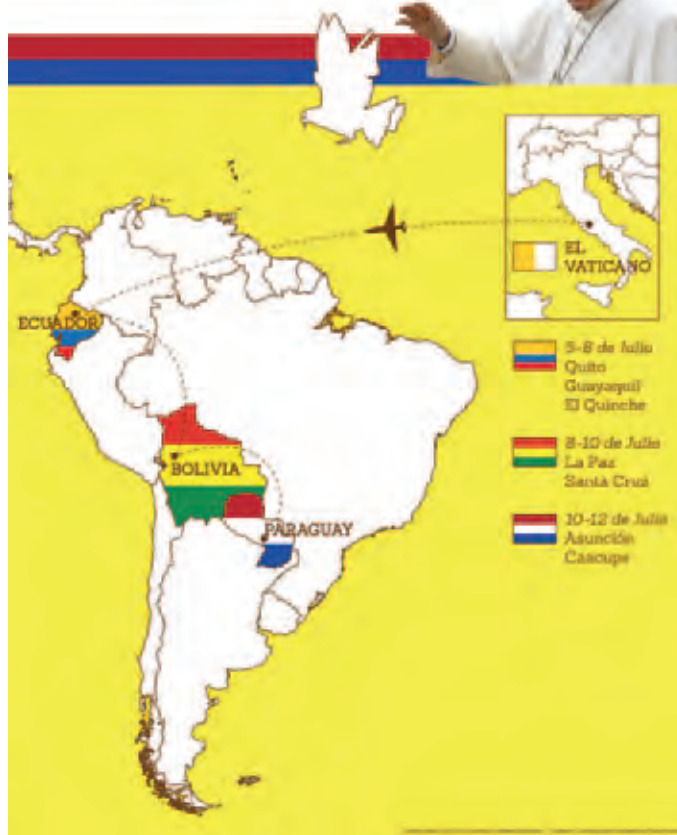 EL
VATICANO
ECUADOR
5-8 de Julio
Quito
Guayaquil
El Quinche
BOLIVIA
8-10 de Julio
La Paz
Santa Cruz
PARAGUAY
10-12 de Julio
Asunción
Caacupe